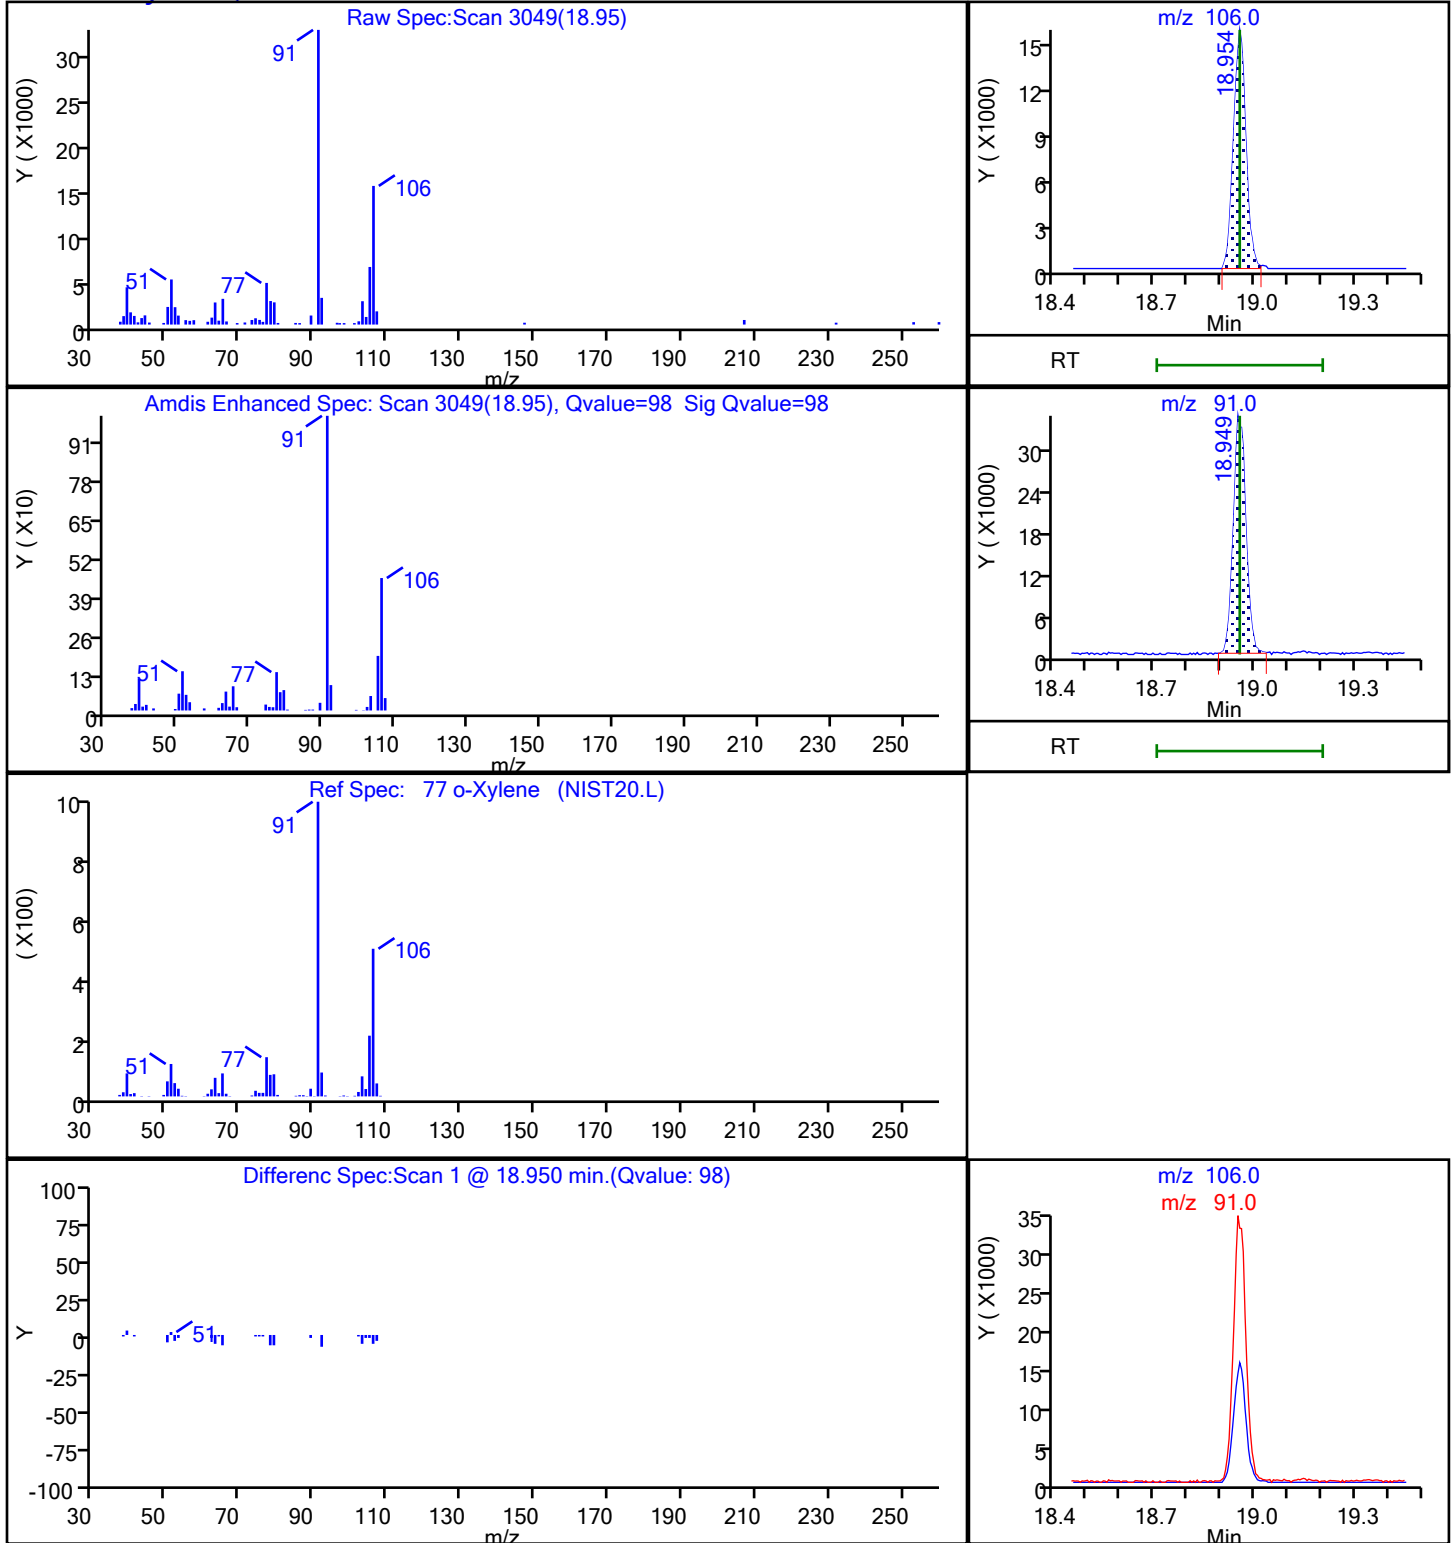 Raw Spec:Scan 3049(18.95)
Y ( X1000)
30
25
20
15
10
5
0
91
106
51
77
30 50 70 90 110 130 150 170 190 210 230 250
m/z
m/z 106.0
Y ( X1000)
15
12
9
6
3
0
18.954
18.4 18.7 19.0 19.3
Min
RT
Amdis Enhanced Spec: Scan 3049(18.95), Qvalue=98 Sig Qvalue=98
Y ( X10)
91
78
65
52
39
26
13
0
91
106
51
77
30 50 70 90 110 130 150 170 190 210 230 250
m/z
m/z 91.0
Y ( X1000)
30
24
18
12
6
0
18.949
18.4 18.7 19.0 19.3
Min
RT
Ref Spec: 77 o-Xylene (NIST20.L)
( X100)
10
8
6
4
2
0
91
106
51
77
30 50 70 90 110 130 150 170 190 210 230 250
Differenc Spec:Scan 1 @ 18.950 min.(Qvalue: 98)
Y
100
75
50
25
0
-25
-50
-75
-100
51
30 50 70 90 110 130 150 170 190 210 230 250
m/z
m/z 106.0
m/z 91.0
Y ( X1000)
35
30
25
20
15
10
5
0
18.4 18.7 19.0 19.3
Min